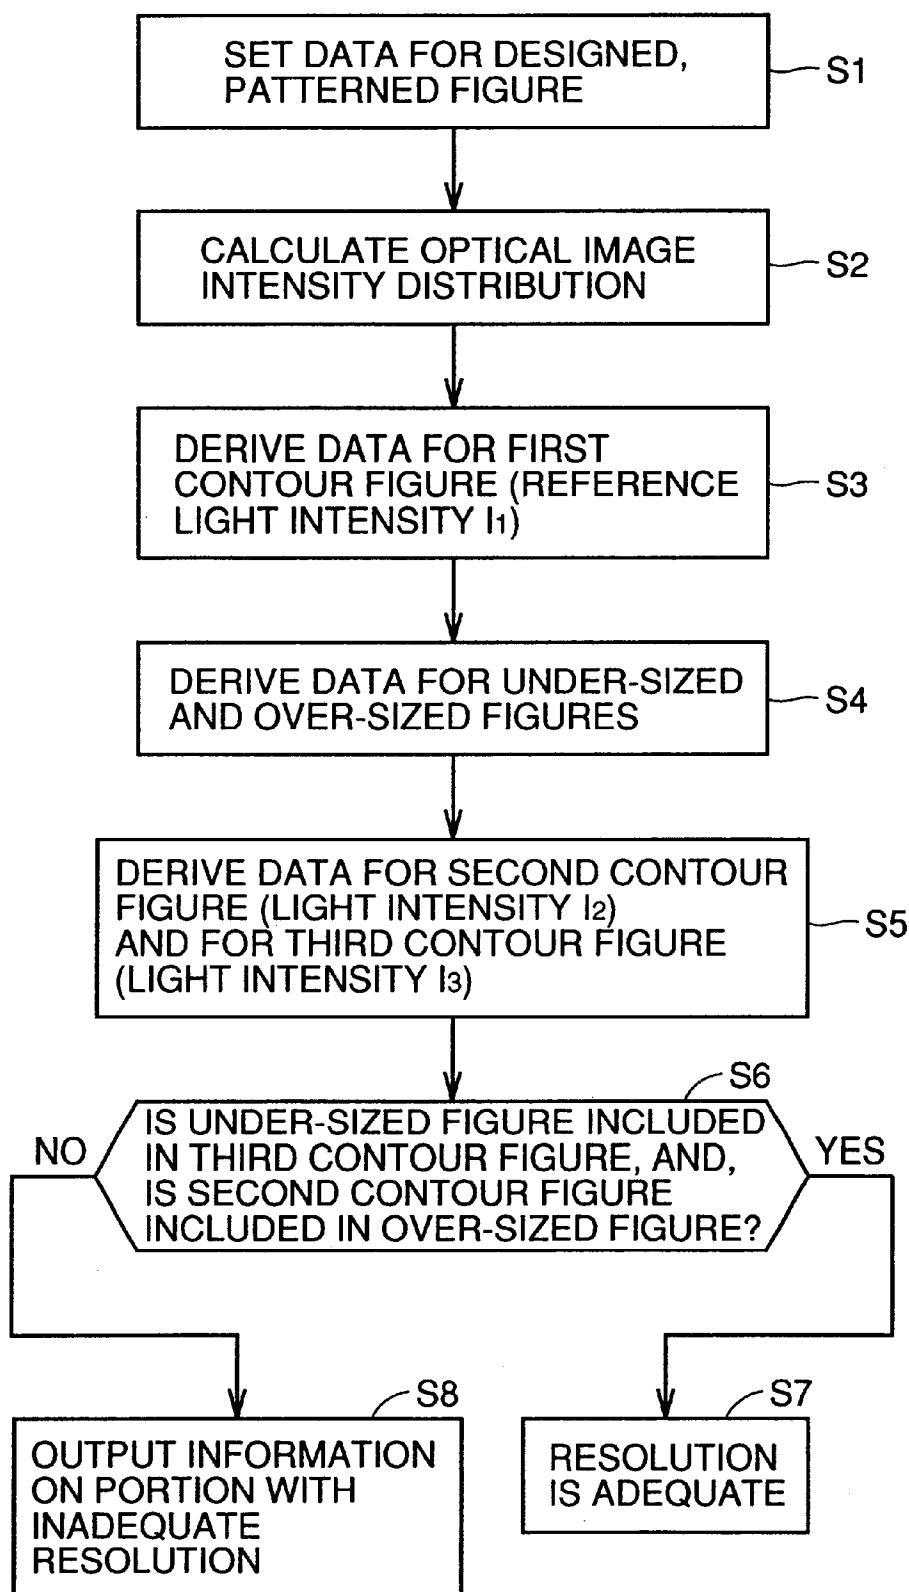 SET DATA FOR DESIGNED,
PATTERNED FIGURE
S1
CALCULATE OPTICAL IMAGE
INTENSITY DISTRIBUTION
S2
DERIVE DATA FOR FIRST
CONTOUR FIGURE (REFERENCE
LIGHT INTENSITY I1)
S3
DERIVE DATA FOR UNDER-SIZED
AND OVER-SIZED FIGURES
S4
DERIVE DATA FOR SECOND CONTOUR
FIGURE (LIGHT INTENSITY I2)
AND FOR THIRD CONTOUR FIGURE
(LIGHT INTENSITY I3)
S5
S6
IS UNDER-SIZED FIGURE INCLUDED
IN THIRD CONTOUR FIGURE, AND,
IS SECOND CONTOUR FIGURE
INCLUDED IN OVER-SIZED FIGURE?
NO
YES
S8
OUTPUT INFORMATION
ON PORTION WITH
INADEQUATE
RESOLUTION
S7
RESOLUTION
IS ADEQUATE